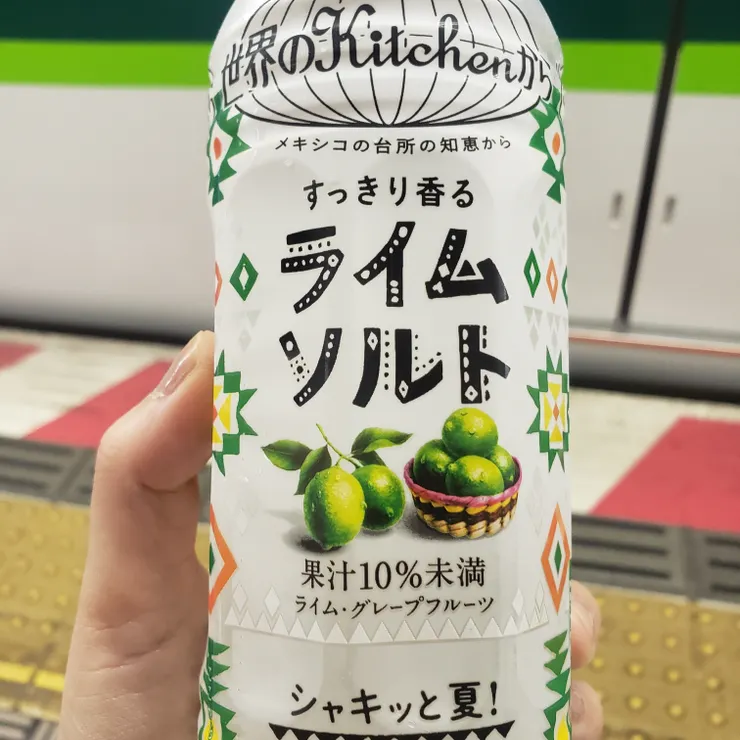 世界のKitchenから
メキシコの台所の知恵から
すっきり香る
ライム
ソルト
果汁10%未満
ライム・グレープフルーツ
シャキッと夏!